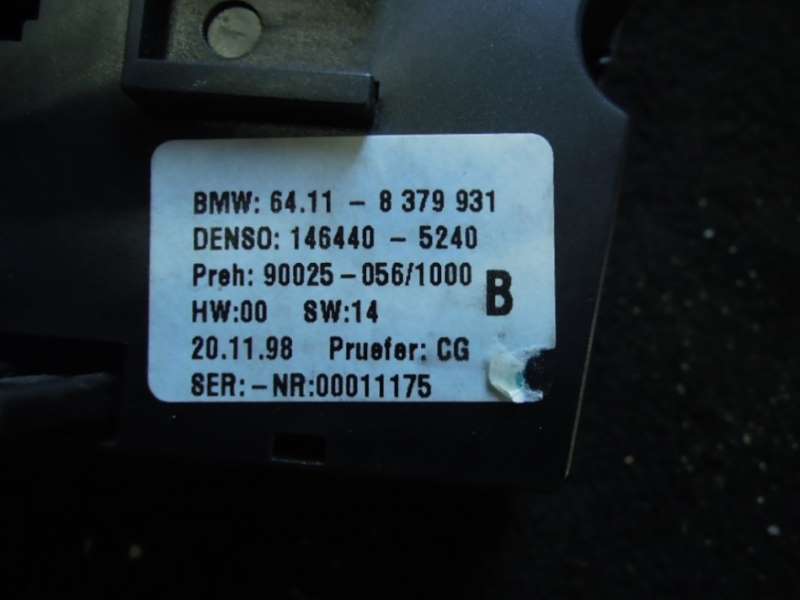 BMW: 64.11 - 8 379 931
DENSO: 146440 - 5240
Preh: 90025-056/1000 B
HW:00 SW:14
20.11.98 Pruefer: CG
SER:-NR:00011175